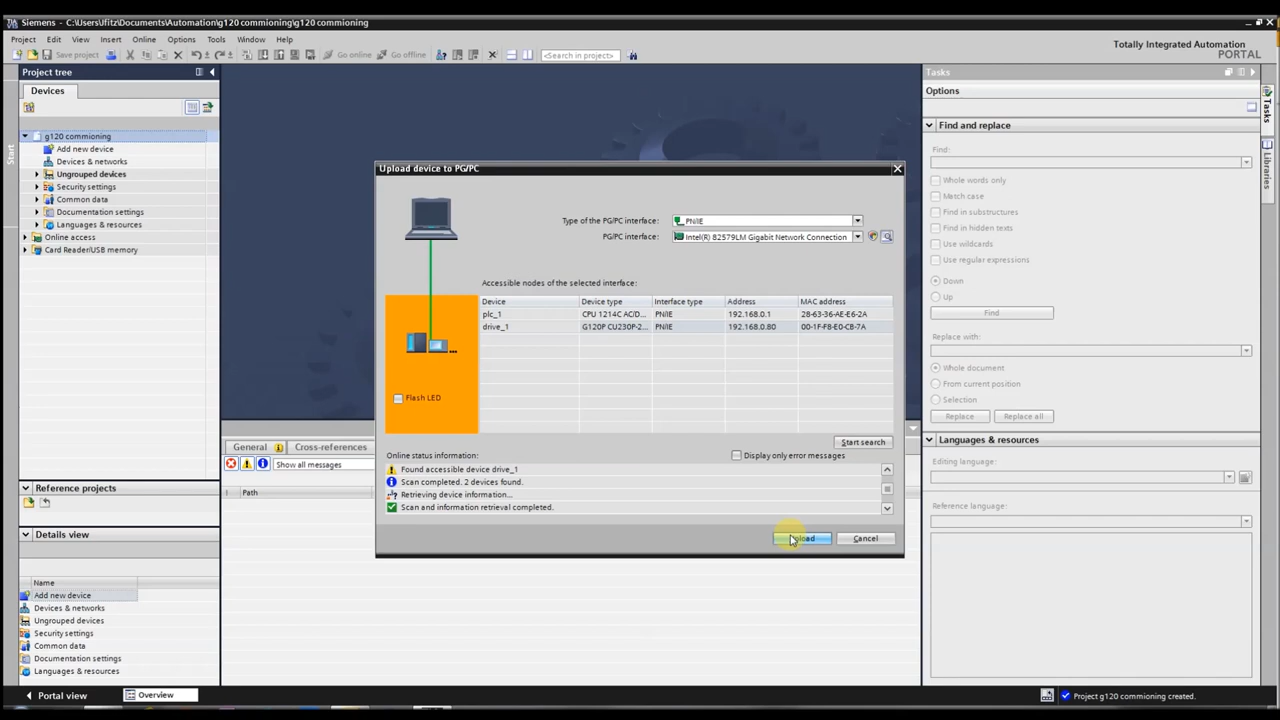 Siemens - C:\Users\Jfitz\Documents\Automation\g120 commioning\g120 commioning
Project Edit View Insert Online Options Tools Window Help
Totally Integrated Automation
PORTAL
Save project
Go online
Go offline
<Search in project>
Project tree
Devices
Start
g120 commioning
Add new device
Devices & networks
Ungrouped devices
Security settings
Common data
Documentation settings
Languages & resources
Online access
Card Reader/USB memory
Reference projects
Details view
Name
Add new device
Devices & networks
Ungrouped devices
Security settings
Common data
Documentation settings
Languages & resources
Upload device to PG/PC
Type of the PG/PC interface: PN/IE
PG/PC interface: Intel(R) 82579LM Gigabit Network Connection
Accessible nodes of the selected interface:
Device Device type Interface type Address MAC address
plc_1 CPU 1214C AC/D... PN/IE 192.168.0.1 28-63-36-AE-E6-2A
drive_1 G120P CU230P-2... PN/IE 192.168.0.80 00-1F-F8-E0-CB-7A
Flash LED
Start search
Online status information:
Display only error messages
Found accessible device drive_1
Scan completed. 2 devices found.
Retrieving device information...
Scan and information retrieval completed.
Cancel
General
Cross-references
Show all messages
! Path
Tasks
Options
Find and replace
Find:
Whole words only
Match case
Find in substructures
Find in hidden texts
Use wildcards
Use regular expressions
Down
Up
Find
Replace with:
Whole document
From current position
Selection
Replace
Replace all
Languages & resources
Editing language:
Reference language:
Tasks
Libraries
Portal view
Overview
Project g120 commioning created.